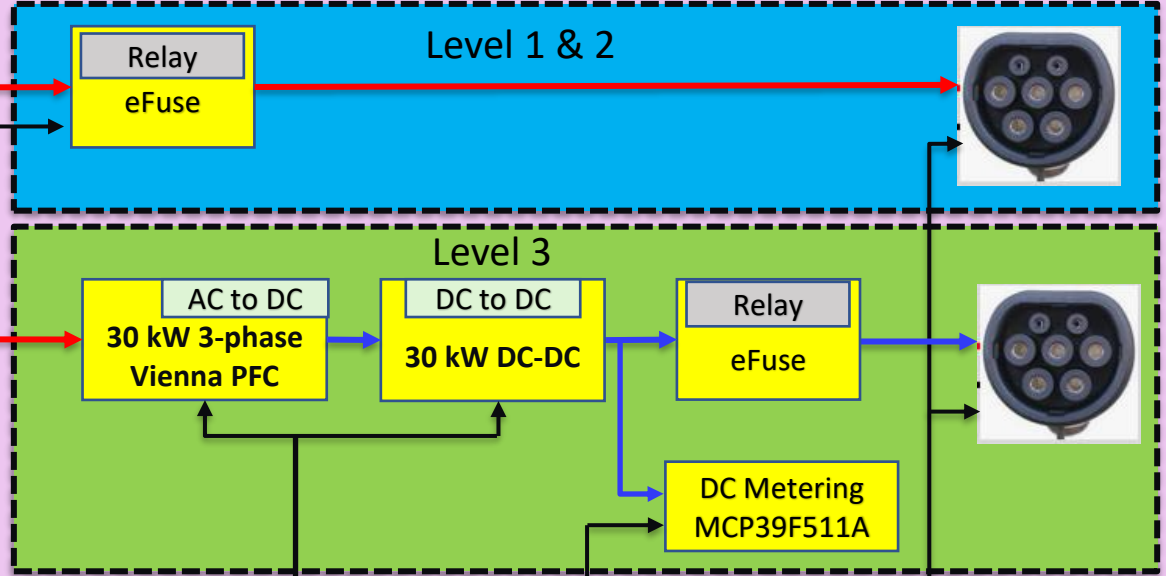 Level 1 & 2
Relay
eFuse
Level 3
AC to DC
30 kW 3-phase
Vienna PFC
DC to DC
30 kW DC-DC
Relay
eFuse
DC Metering
MCP39F511A